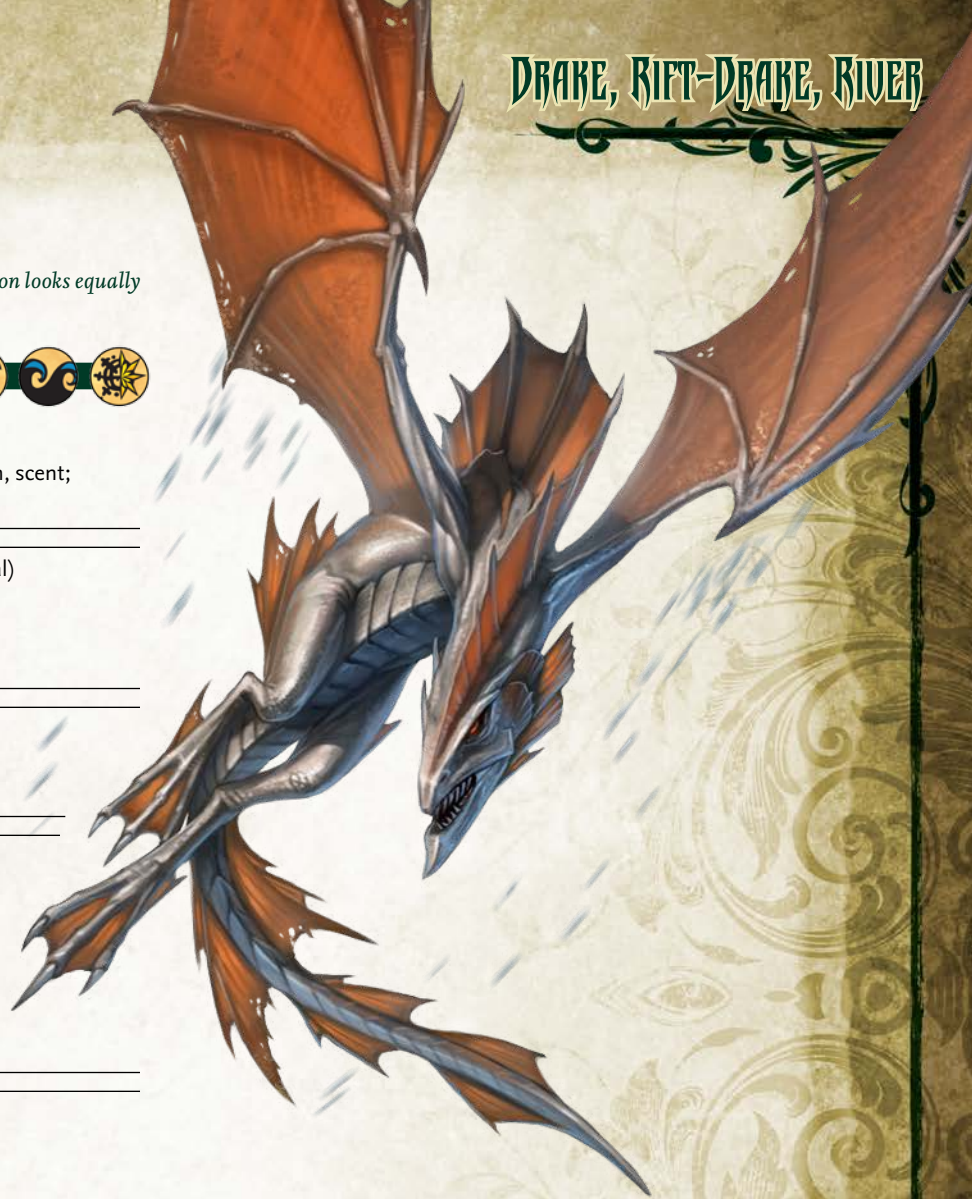 Drake, Rift–Drake, River
on looks equally
, scent;
l)